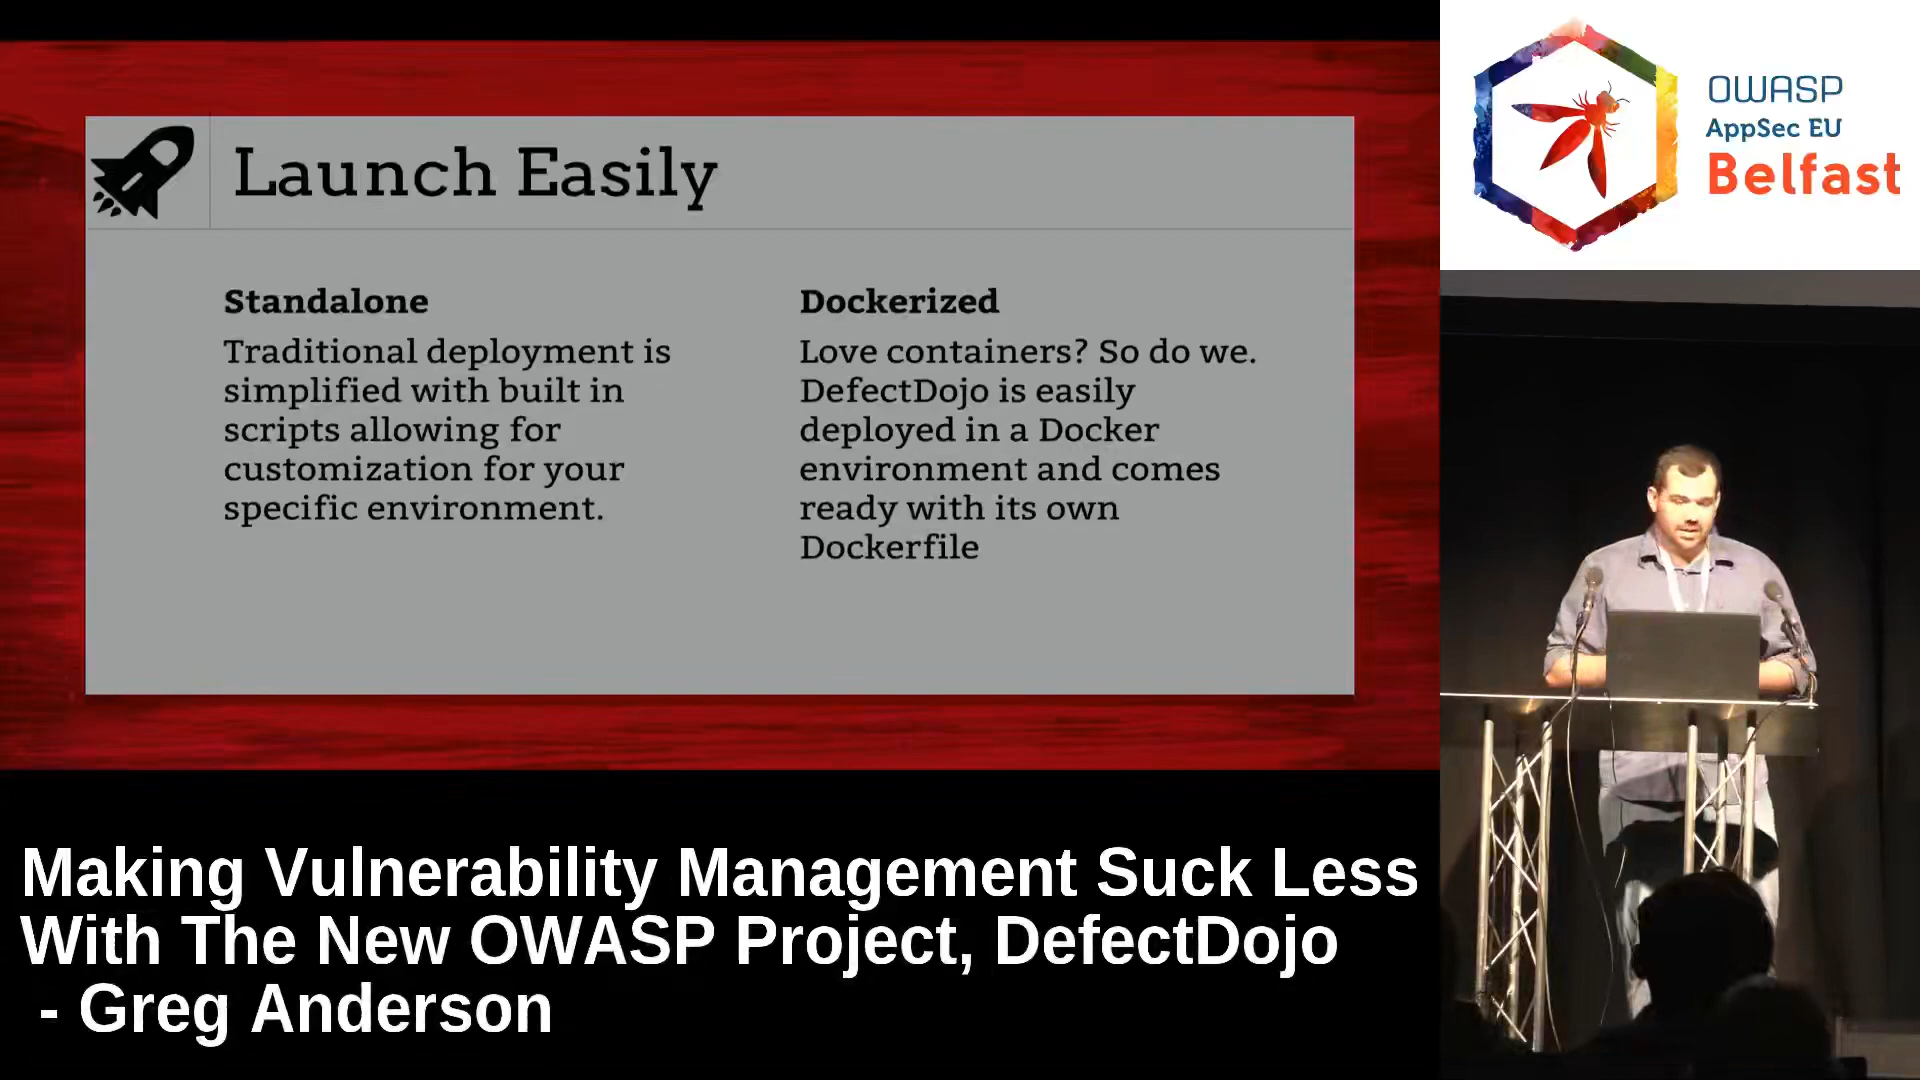 Launch Easily
Standalone
Traditional deployment is
simplified with built in
scripts allowing for
customization for your
specific environment.
Dockerized
Love containers? So do we.
DefectDojo is easily
deployed in a Docker
environment and comes
ready with its own
Dockerfile
OWASP
AppSec EU
Belfast
Making Vulnerability Management Suck Less
With The New OWASP Project, DefectDojo
- Greg Anderson